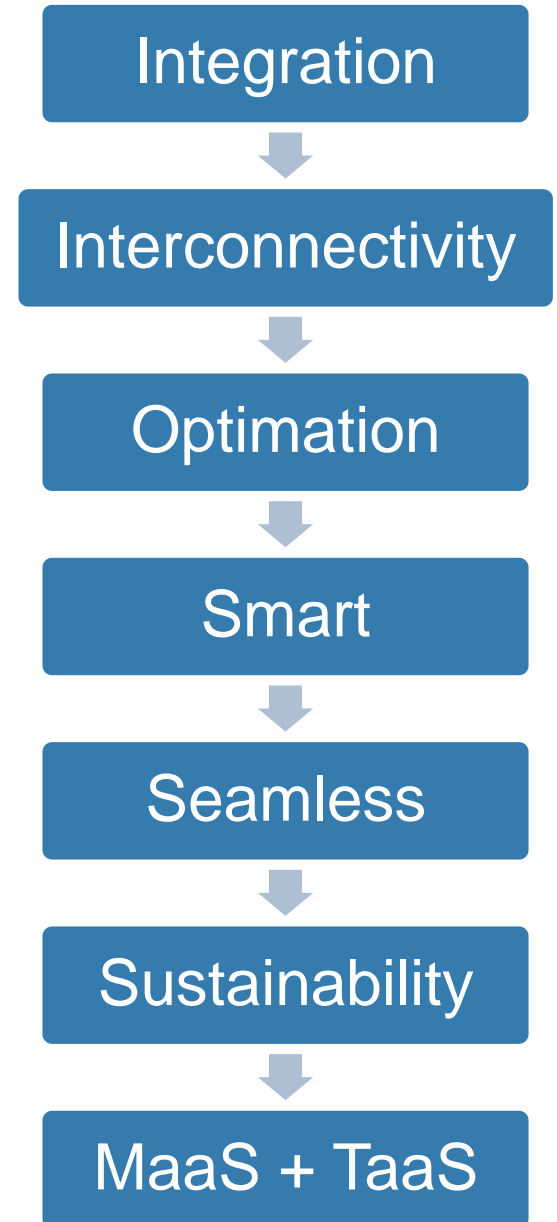 Integration
Interconnectivity
Optimation
Smart
Seamless
Sustainability
MaaS + TaaS